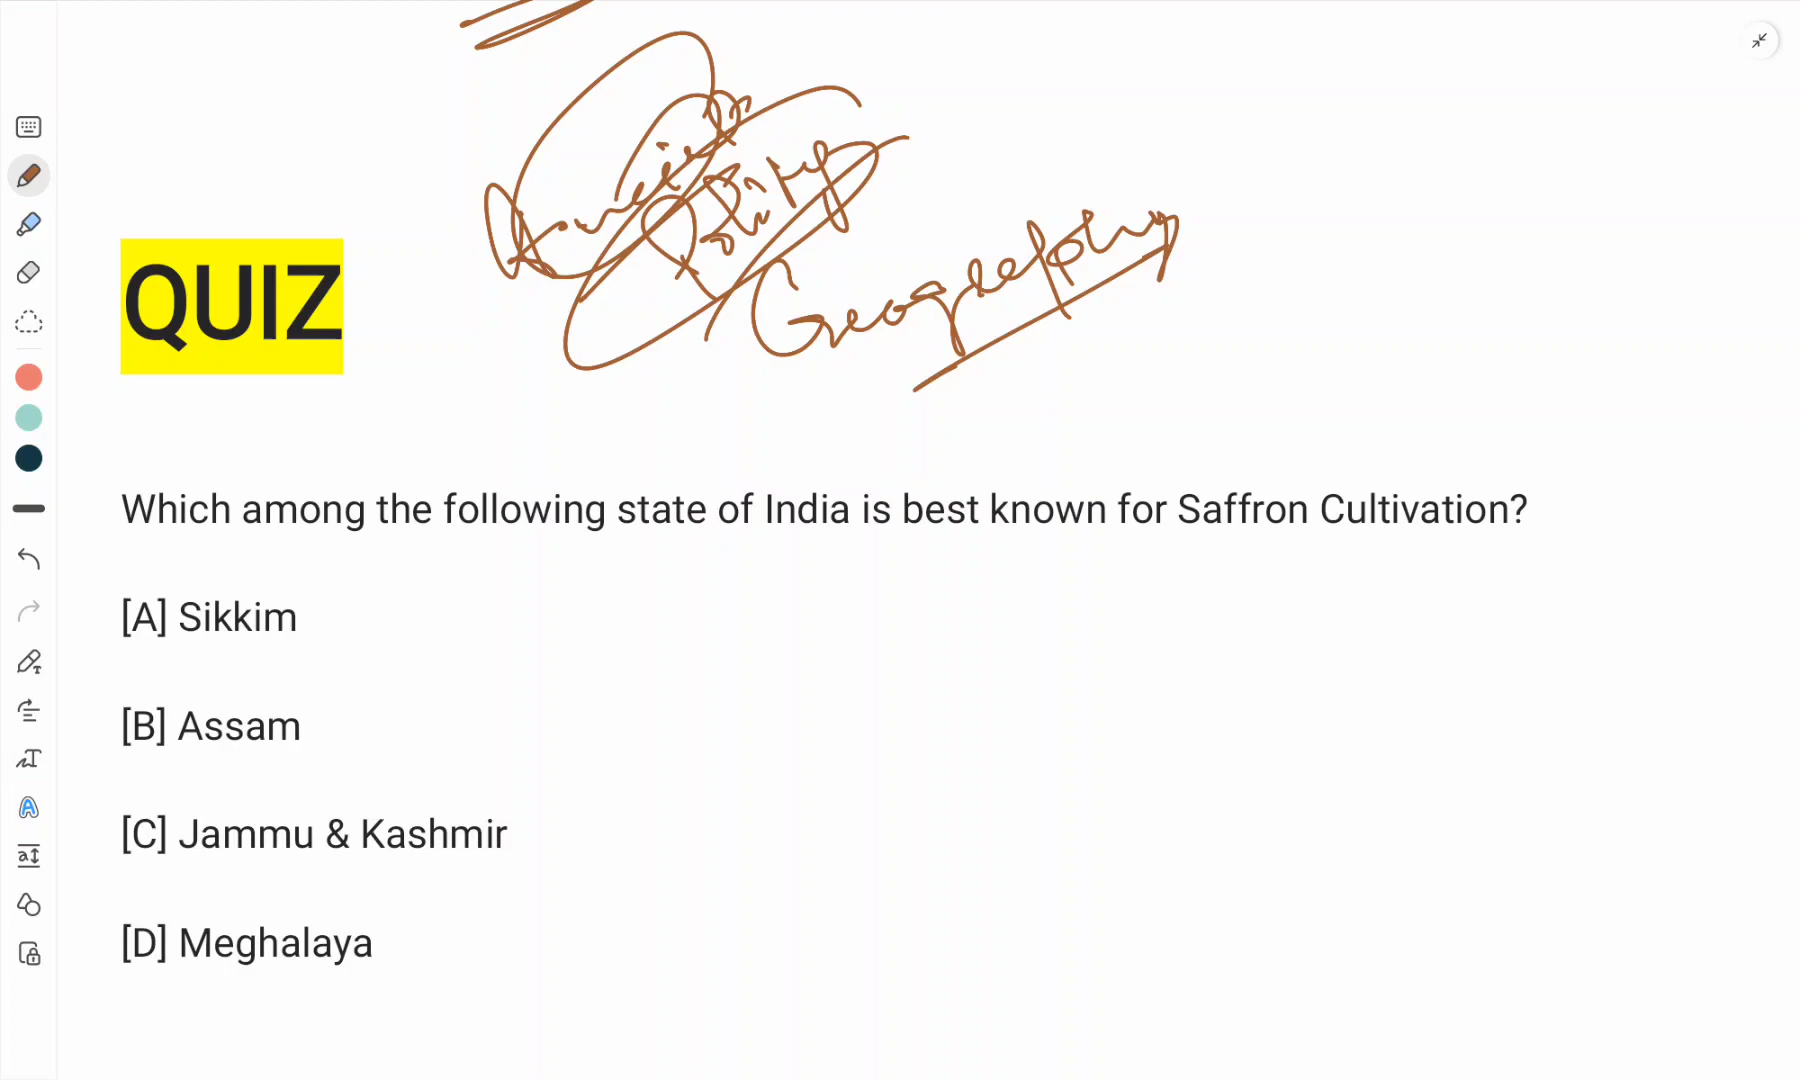 Geography
QUIZ
Which among the following state of India is best known for Saffron Cultivation?
[A] Sikkim
[B] Assam
[C] Jammu & Kashmir
[D] Meghalaya